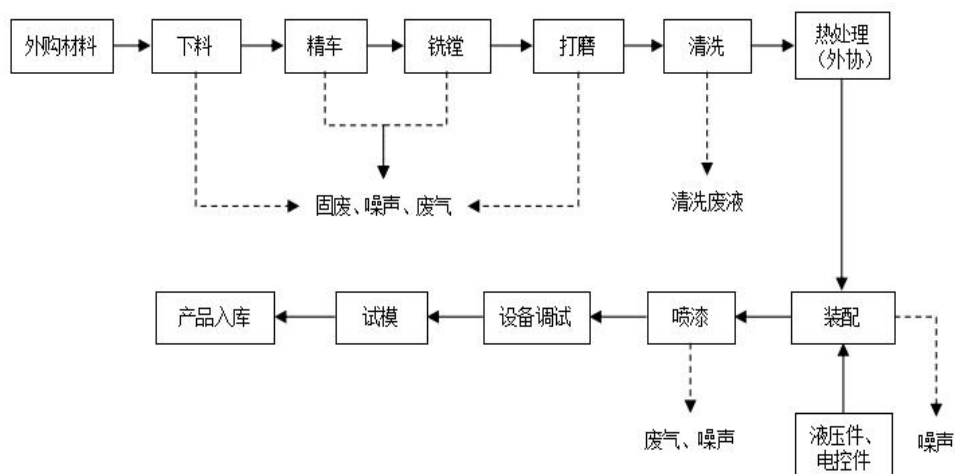 外购材料
下料
精车
铣镗
打磨
清洗
热处理
（外协）
固废、噪声、废气
清洗废液
产品入库
试模
设备调试
喷漆
装配
废气、噪声
液压件、
电控件
噪声